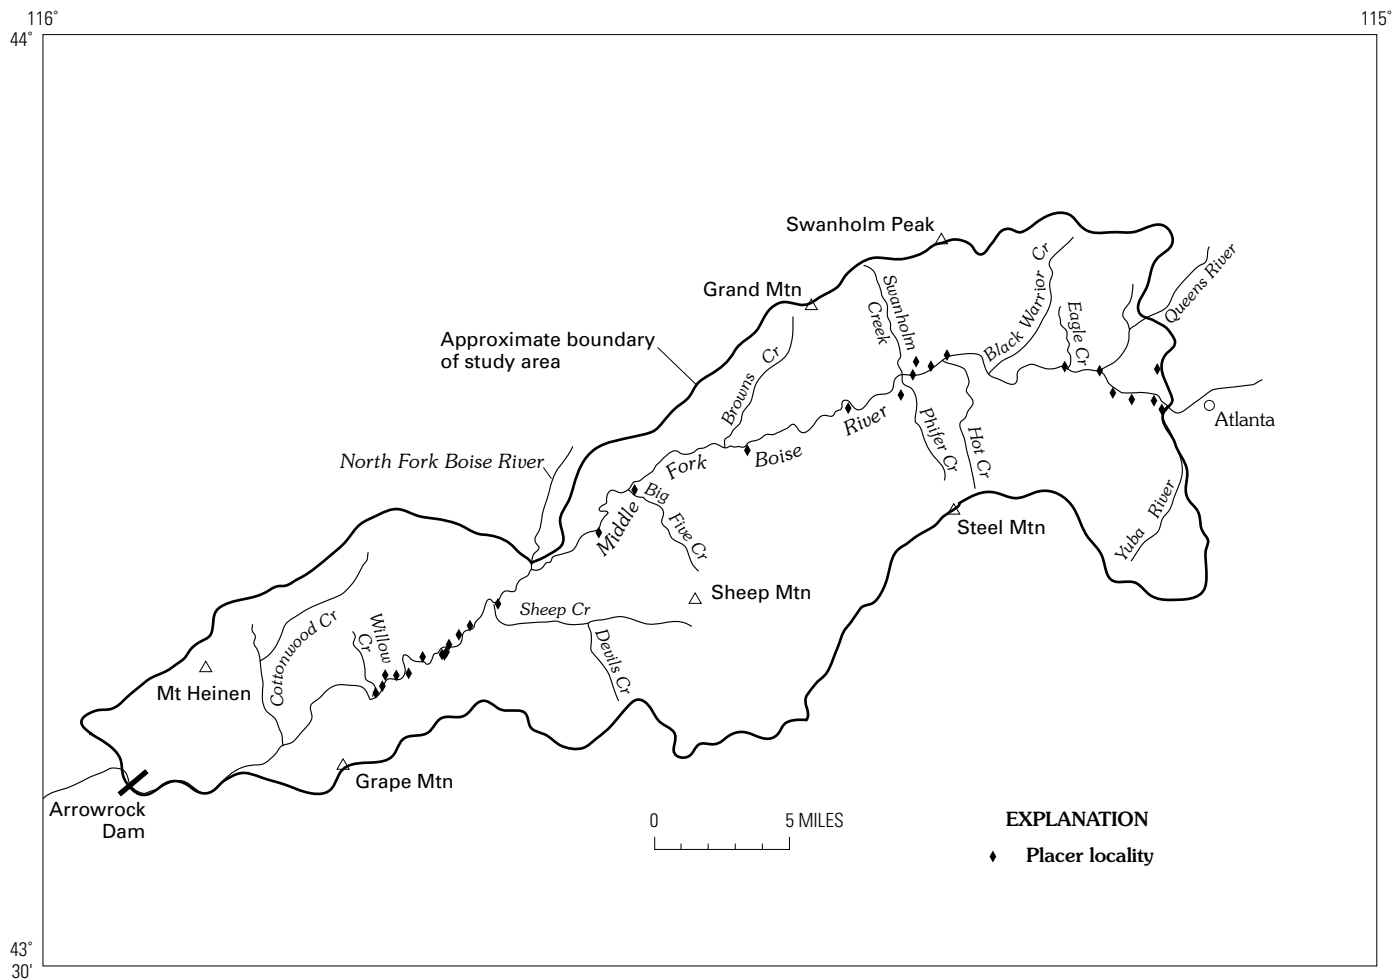 116°
115°
44°
Swanholm Peak
Grand Mtn
Swanholm
Creek
Black Warrior Cr
Eagle Cr
Queens River
Approximate boundary
of study area
Browns Cr
Atlanta
North Fork Boise River
Middle Fork Boise River
Phifer Cr
Hot Cr
Big Five Cr
Steel Mtn
Yuba River
Sheep Mtn
Sheep Cr
Devils Cr
Willow
Cr
Cottonwood Cr
Mt Heinen
Grape Mtn
Arrowrock
Dam
0 5 MILES
EXPLANATION
Placer locality
43°
30'